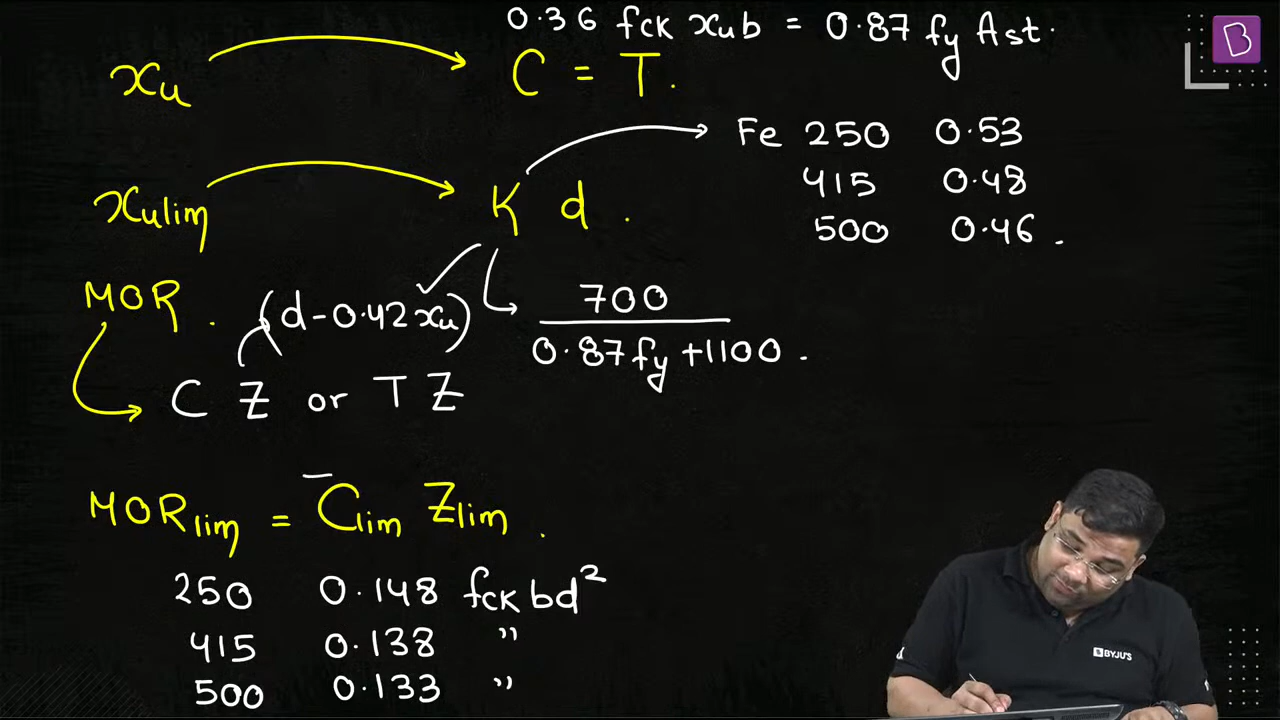 0.36 fck xu b = 0.87 fy Ast.
xu C = T.
Fe 250 0.53
415 0.48
500 0.46.
xulim K d.
MOR. (d-0.42xu)
700
0.87fy+1100.
C Z or T Z
MORlim = Clim Zlim.
250 0.148 fck bd²
415 0.138 "
500 0.133 "
B
BYJU'S